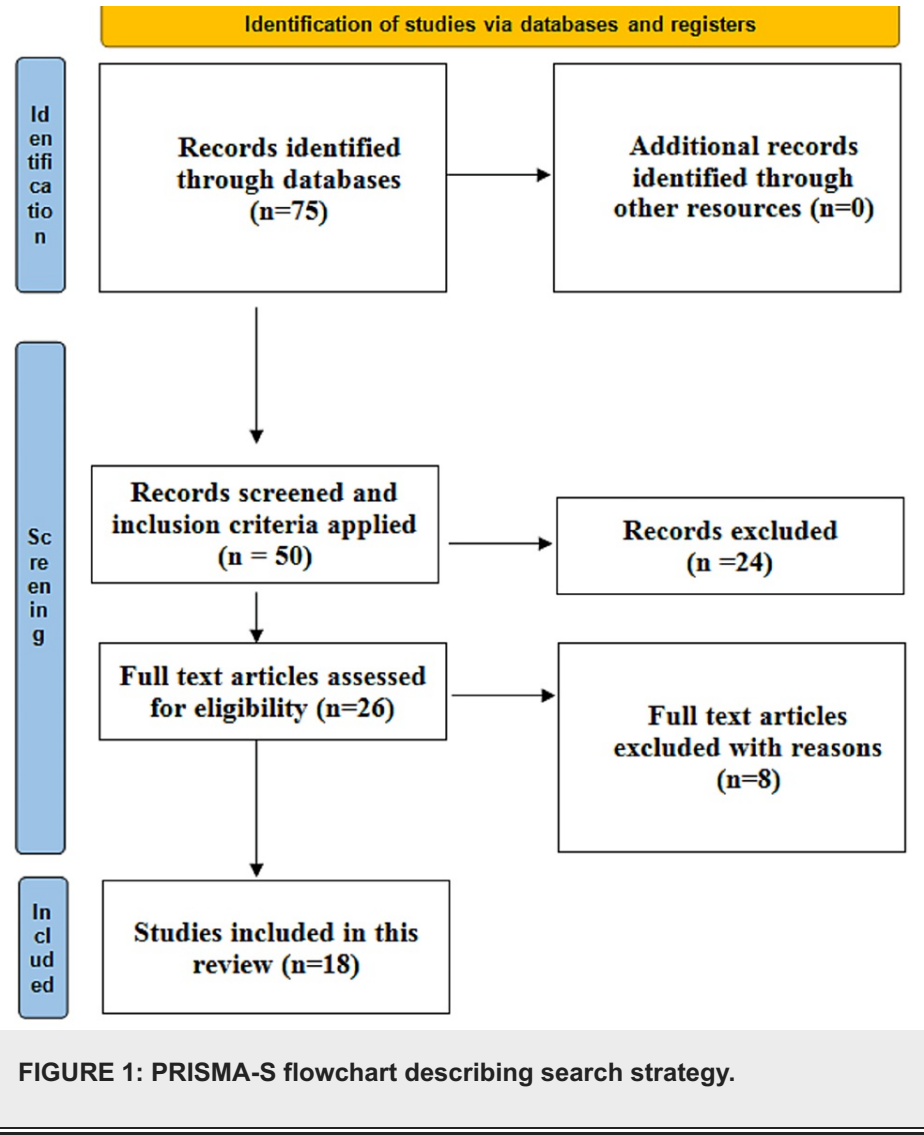 Identification of studies via databases and registers
Id
en
tifi
ca
tio
n
Records identified
through databases
(n=75)
Additional records
identified through
other resources (n=0)
Sc
re
en
in
g
Records screened and
inclusion criteria applied
(n = 50)
Records excluded
(n =24)
Full text articles assessed
for eligibility (n=26)
Full text articles
excluded with reasons
(n=8)
In
cl
ud
ed
Studies included in this
review (n=18)
FIGURE 1: PRISMA-S flowchart describing search strategy.